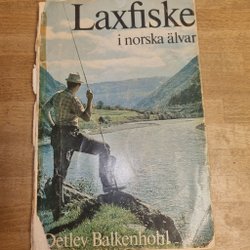 Laxfiske
i norska älvar
Detlev Balkenhohl